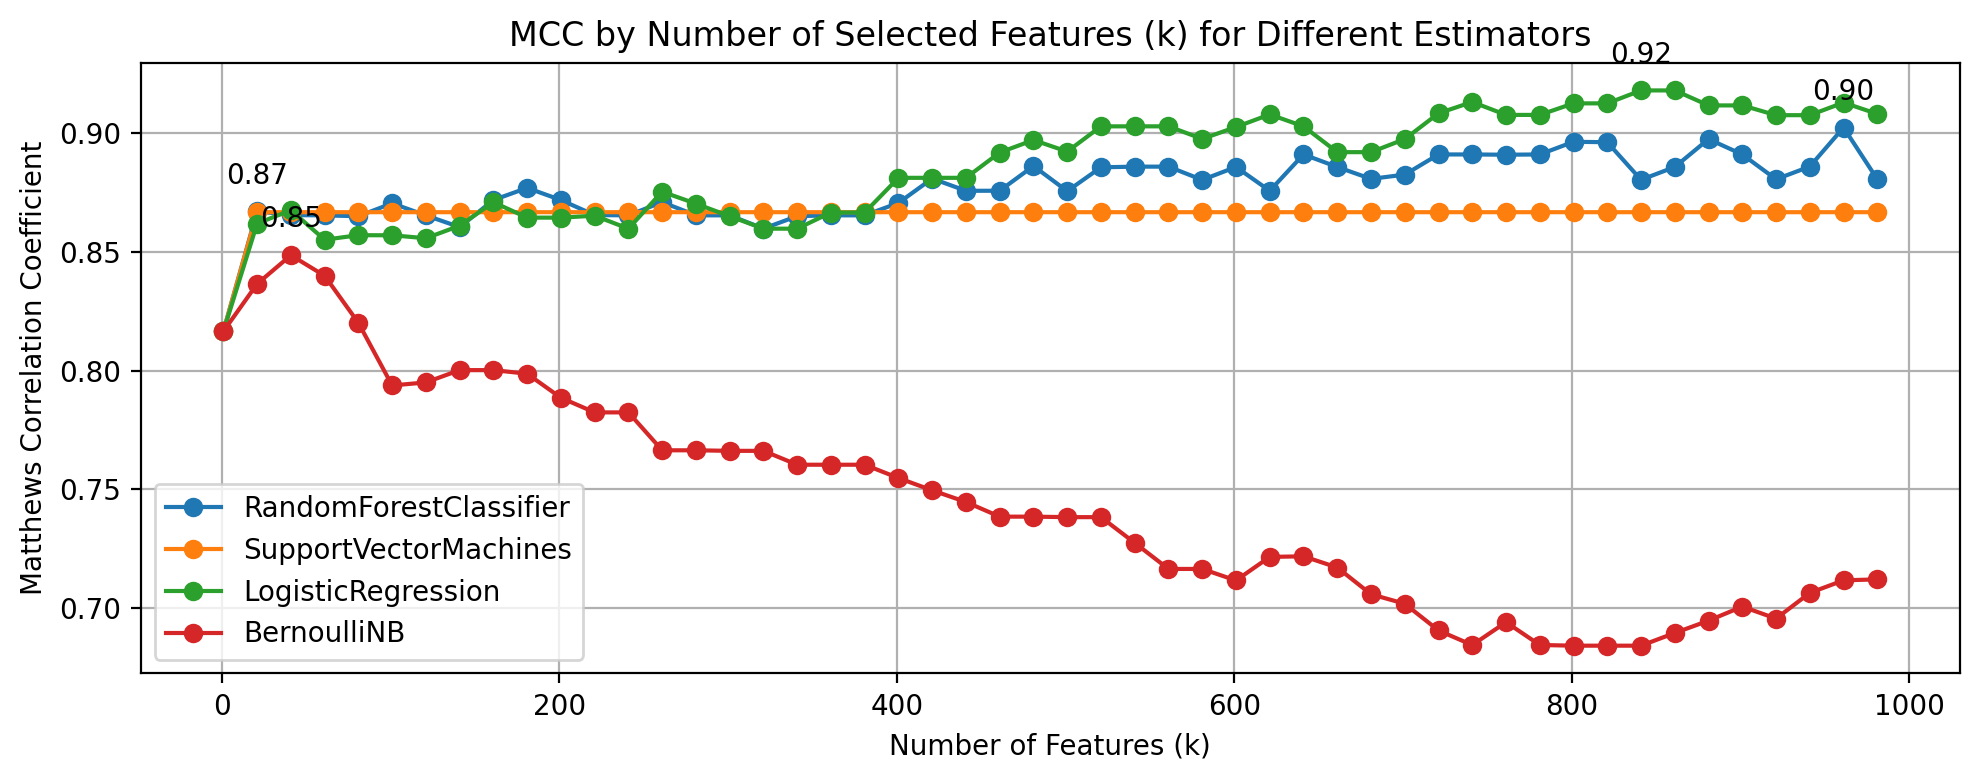 MCC by Number of Selected Features (k) for Different Estimators
0.92
0.90
0.87
0.85
Matthews Correlation Coefficient
0.90
0.85
0.80
0.75
0.70
RandomForestClassifier
SupportVectorMachines
LogisticRegression
BernoulliNB
0 200 400 600 800 1000
Number of Features (k)